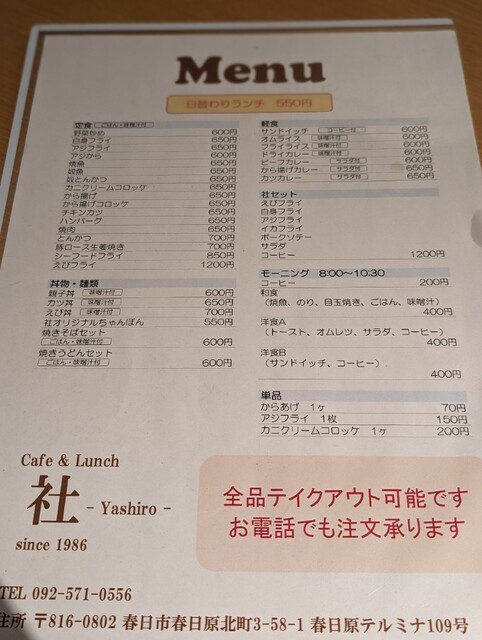 Menu
日替わりランチ 550円
定食 ごはん・味噌汁付
野菜炒め 600円
白身フライ 600円
アジフライ 600円
アジから 600円
焼魚 650円
奴魚 650円
奴とんかつ 650円
カニクリームコロッケ 650円
から揚げ 650円
から揚げコロッケ 650円
チキンカツ 650円
ハンバーグ 650円
焼肉 650円
とんかつ 700円
豚ロース生姜焼き 700円
シーフードフライ 850円
えびフライ 1200円
丼物・麺類
親子丼 味噌汁付 600円
カツ丼 味噌汁付 650円
えび丼 味噌汁付 700円
社オリジナルちゃんぽん 550円
焼きそばセット
ごはん・味噌汁付 600円
焼きうどんセット
ごはん・味噌汁付 600円
軽食
サンドイッチ コーヒー付 600円
オムライス 味噌汁付 600円
フライライス 味噌汁付 600円
ドライカレー 味噌汁付 600円
ビーフカレー サラダ付 600円
から揚げカレー サラダ付 650円
カツカレー サラダ付 650円
社セット
えびフライ
白身フライ
アジフライ
イカフライ
ポークソテー
サラダ
コーヒー 1200円
モーニング 8:00~10:30
コーヒー 200円
和食
(焼魚、のり、目玉焼き、ごはん、味噌汁)
400円
洋食A
(トースト、オムレツ、サラダ、コーヒー)
400円
洋食B
(サンドイッチ、コーヒー)
400円
単品
からあげ 1ヶ 70円
アジフライ 1枚 150円
カニクリームコロッケ 1ヶ 200円
Cafe & Lunch
社 - Yashiro -
since 1986
全品テイクアウト可能です
お電話でも注文承ります
TEL 092-571-0556
住所 〒816-0802 春日市春日原北町3-58-1 春日原テルミナ109号